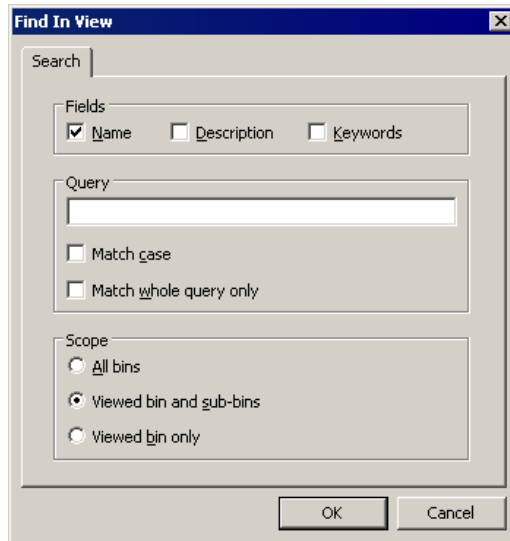 Find In View
Search
Fields
Name Description Keywords
Query
Match case
Match whole query only
Scope
All bins
Viewed bin and sub-bins
Viewed bin only
OK Cancel